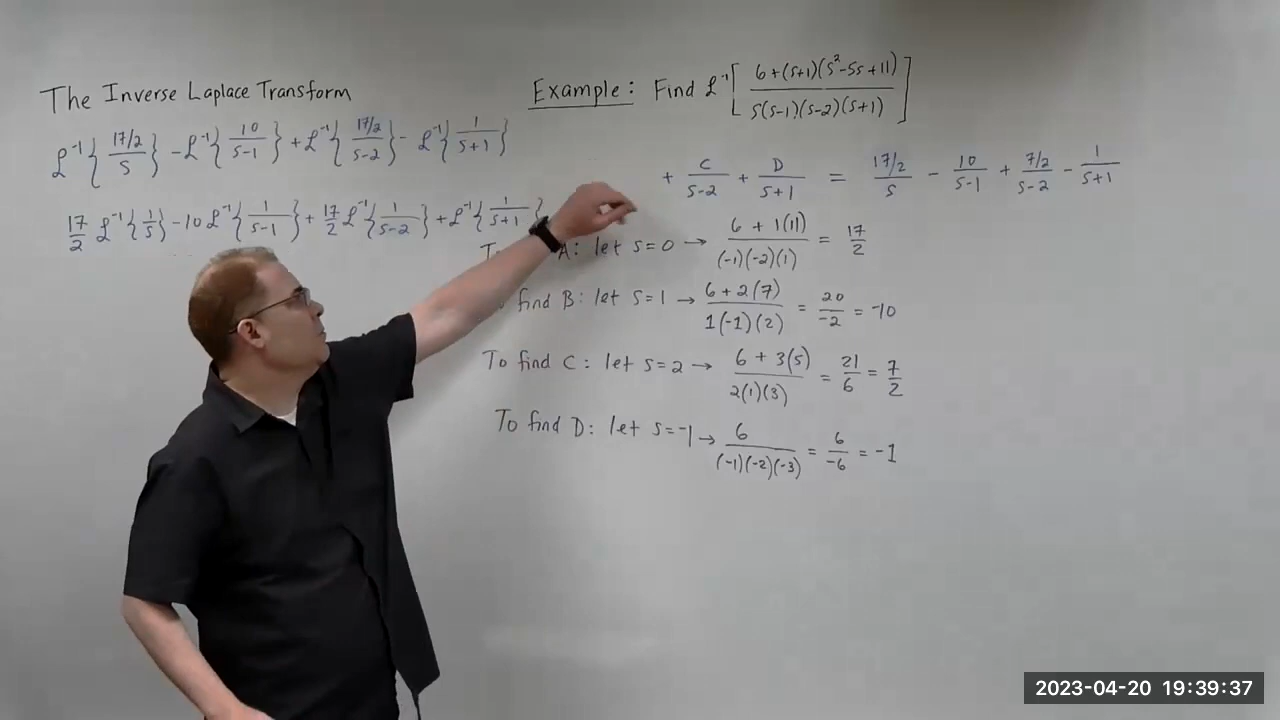 The Inverse Laplace Transform
ℒ⁻¹{17/2 / s} - ℒ⁻¹{10 / s-1} + ℒ⁻¹{17/2 / s-2} - ℒ⁻¹{1 / s+1}
17/2 ℒ⁻¹{1/s} - 10 ℒ⁻¹{1 / s-1} + 17/2 ℒ⁻¹{1 / s-2} + ℒ⁻¹{1 / s+1}
Example: Find ℒ⁻¹[6+(s+1)(s²-5s+11) / s(s-1)(s-2)(s+1)]
+ C / s-2 + D / s+1 = 17/2 / s - 10 / s-1 + 7/2 / s-2 - 1 / s+1
A: let s=0 → 6 + 1(11) / (-1)(-2)(1) = 17/2
find B: let s=1 → 6+2(7) / 1(-1)(2) = 20/-2 = -10
To find C: let s=2 → 6 + 3(5) / 2(1)(3) = 21/6 = 7/2
To find D: let s=-1 → 6 / (-1)(-2)(-3) = 6/-6 = -1
2023-04-20 19:39:37